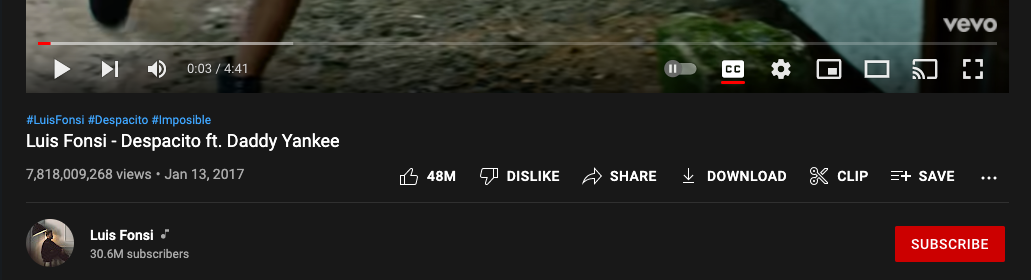 vevo
0:03 / 4:41
CC
#LuisFonsi #Despacito #Imposible
Luis Fonsi - Despacito ft. Daddy Yankee
7,818,009,268 views • Jan 13, 2017
48M DISLIKE SHARE DOWNLOAD CLIP SAVE
Luis Fonsi
30.6M subscribers
SUBSCRIBE